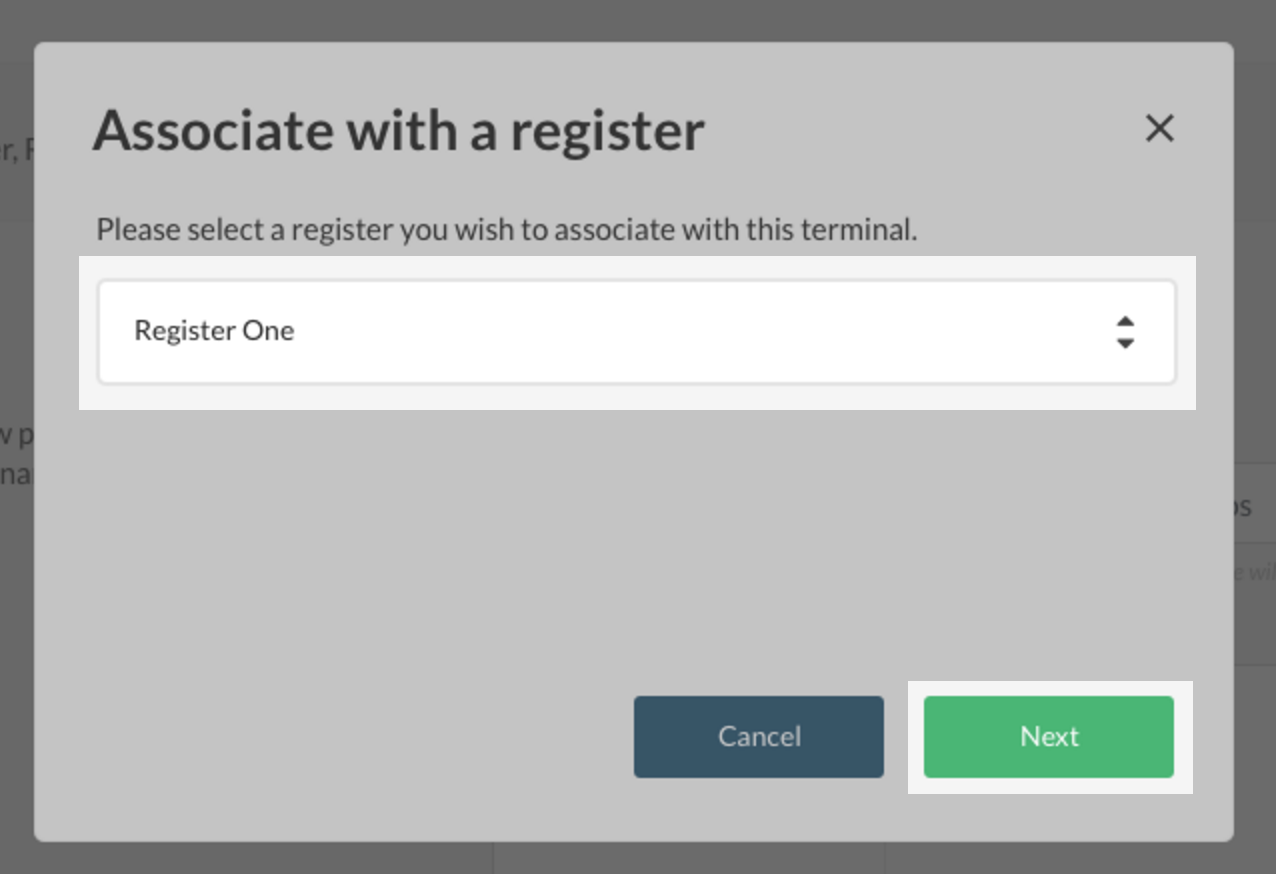 Associate with a register
Please select a register you wish to associate with this terminal.
Register One
Cancel
Next